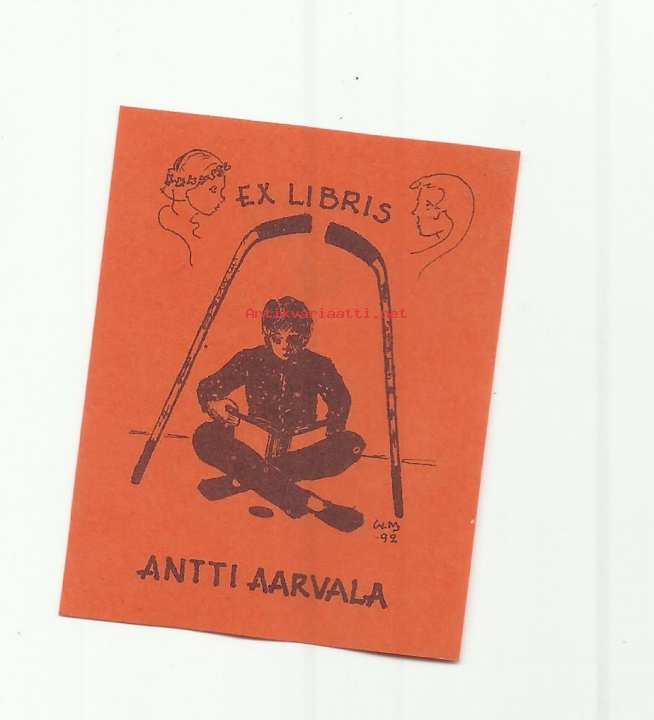 EX LIBRIS
Antikvariaatti.net
W.M
-92
ANTTI AARVALA